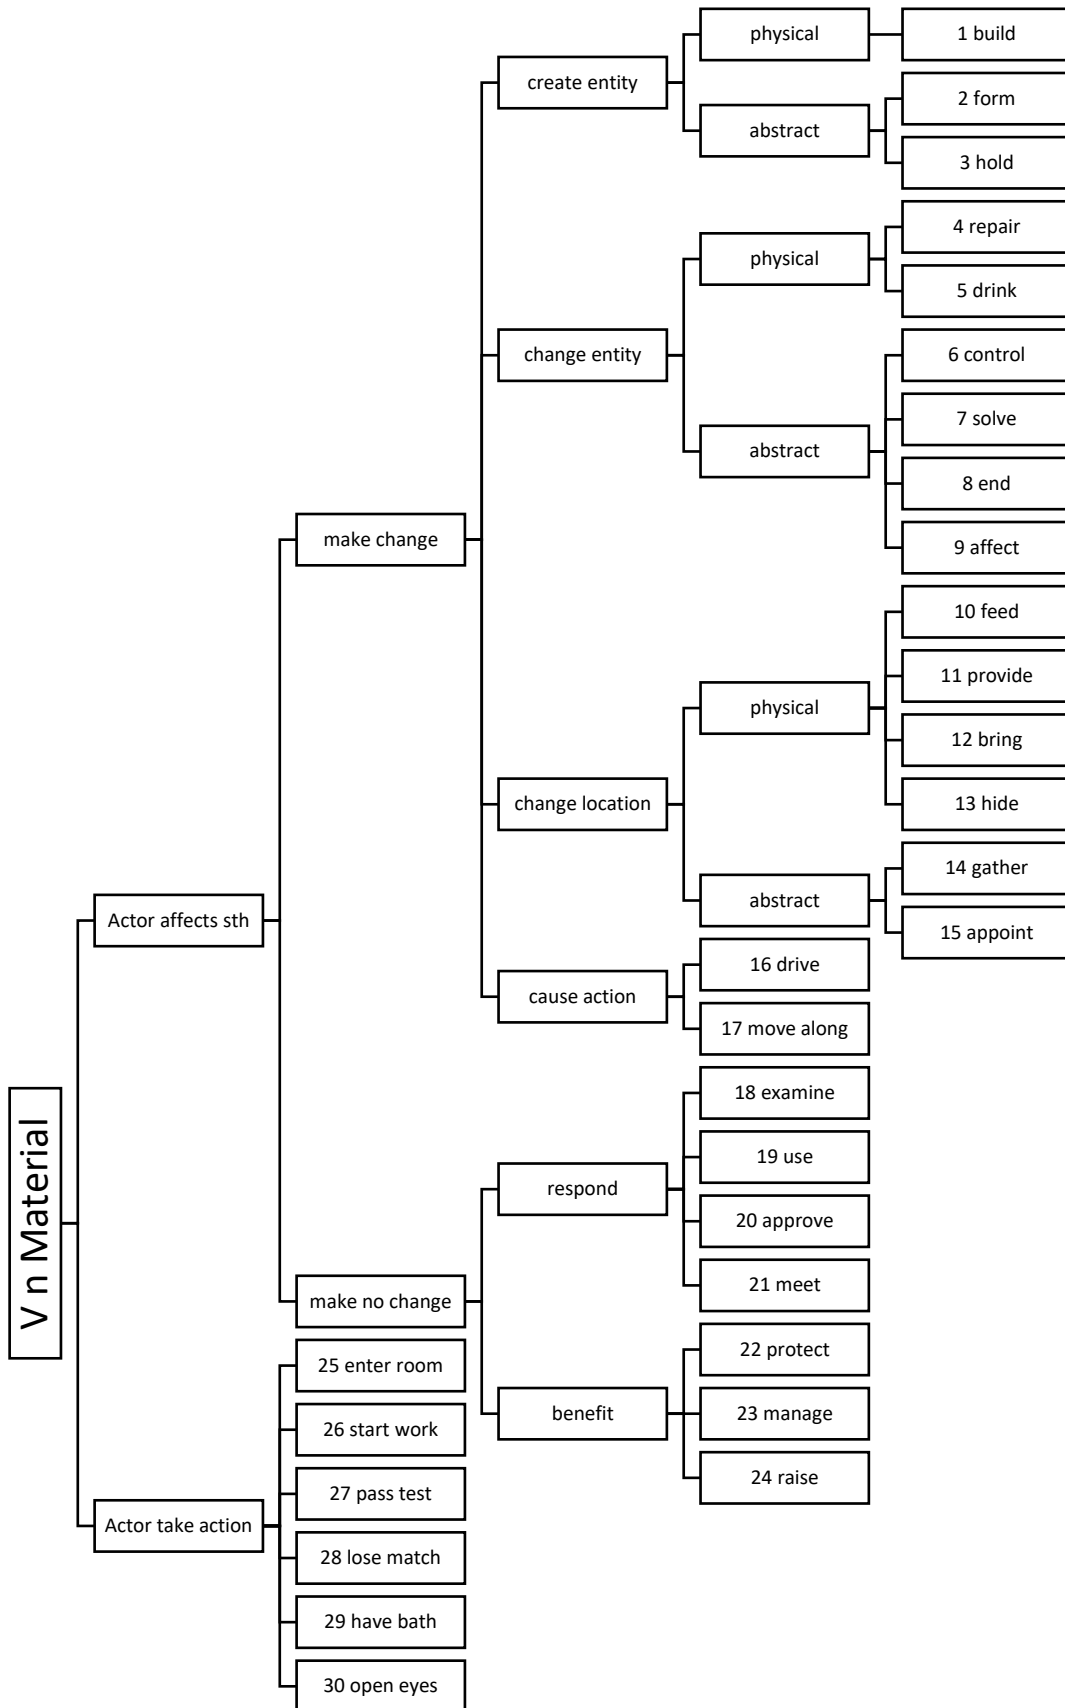 physical
1 build
create entity
2 form
abstract
3 hold
4 repair
physical
5 drink
change entity
6 control
7 solve
abstract
8 end
make change
9 affect
10 feed
11 provide
physical
12 bring
change location
13 hide
14 gather
Actor affects sth
abstract
15 appoint
16 drive
cause action
17 move along
V n Material
18 examine
19 use
respond
20 approve
21 meet
make no change
22 protect
25 enter room
benefit
23 manage
26 start work
24 raise
27 pass test
Actor take action
28 lose match
29 have bath
30 open eyes